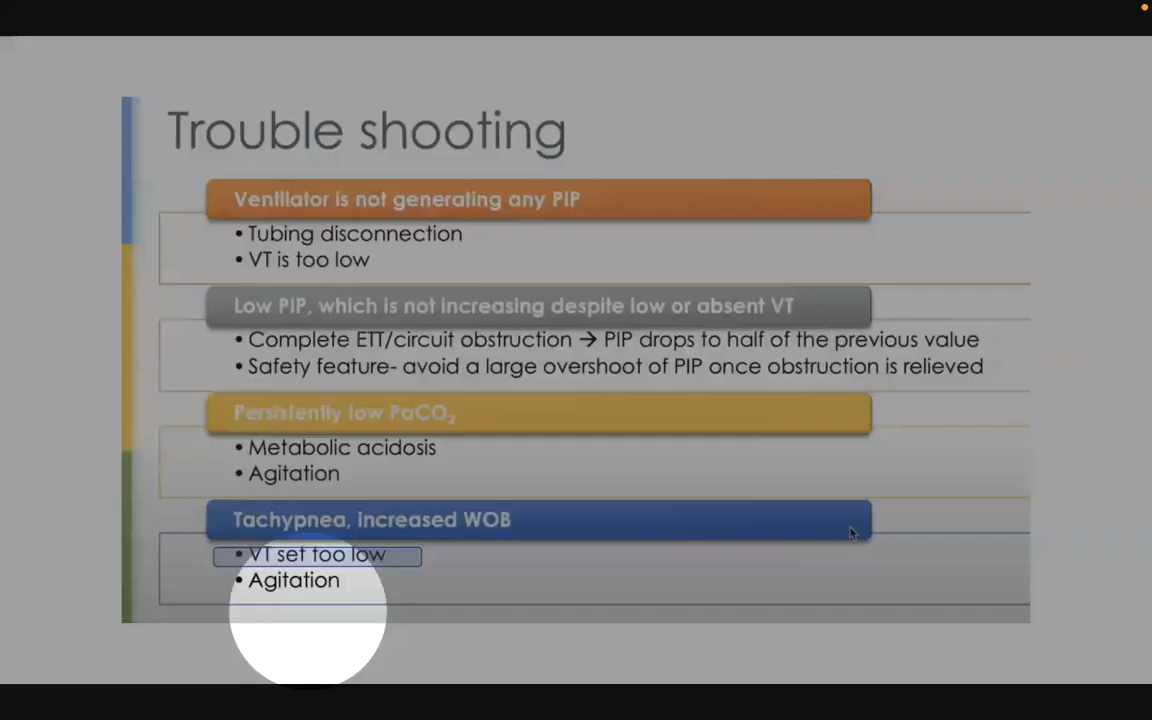 Trouble shooting
Ventilator is not generating any PIP
• Tubing disconnection
• VT is too low
Low PIP, which is not increasing despite low or absent VT
• Complete ETT/circuit obstruction → PIP drops to half of the previous value
• Safety feature- avoid a large overshoot of PIP once obstruction is relieved
Persistently low PaCO₂
• Metabolic acidosis
• Agitation
Tachypnea, increased WOB
• VT set too low
• Agitation